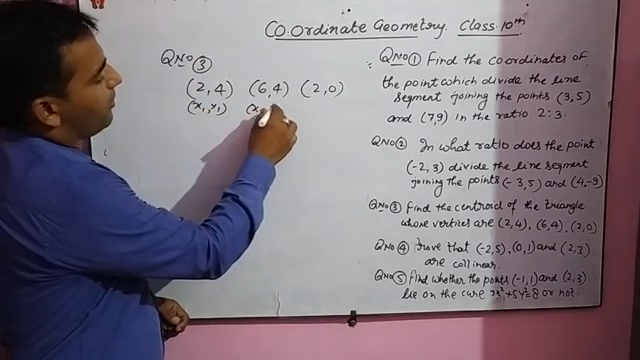 CO.Ordinate Geometry. Class.10th
QNo ③
(2,4) (6,4) (2,0)
(x₁,y₁) (x
QNo① Find the coordinates of
the point which divide the line
segment joining the points (3,5)
and (7,9) in the ratio 2:3.
QNo② In what ratio does the point
(-2,3) divide the line segment
joining the points (-3,5) and (4,-9)
QNo③ Find the centroid of the triangle
whose vertices are (2,4), (6,4), (2,0)
QNo④ Prove that (-2,5), (0,1) and (2,3)
are collinear.
QNo⑤ Find whether the points (-1,1) and (2,3)
lie on the cure +5y²=8 or not.